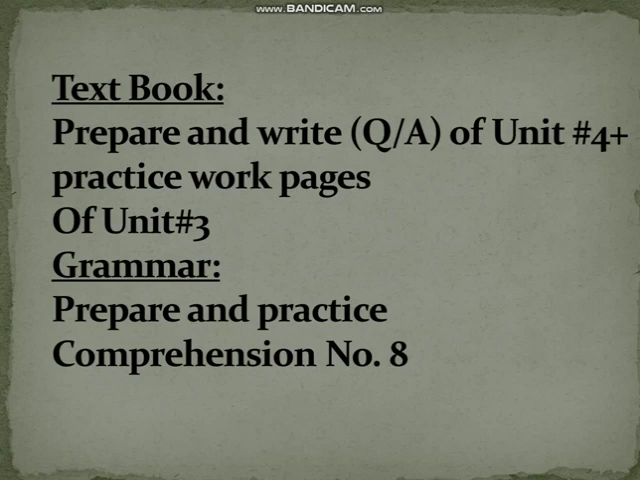 www.BANDICAM.com
Text Book:
Prepare and write (Q/A) of Unit #4+
practice work pages
Of Unit#3
Grammar:
Prepare and practice
Comprehension No. 8